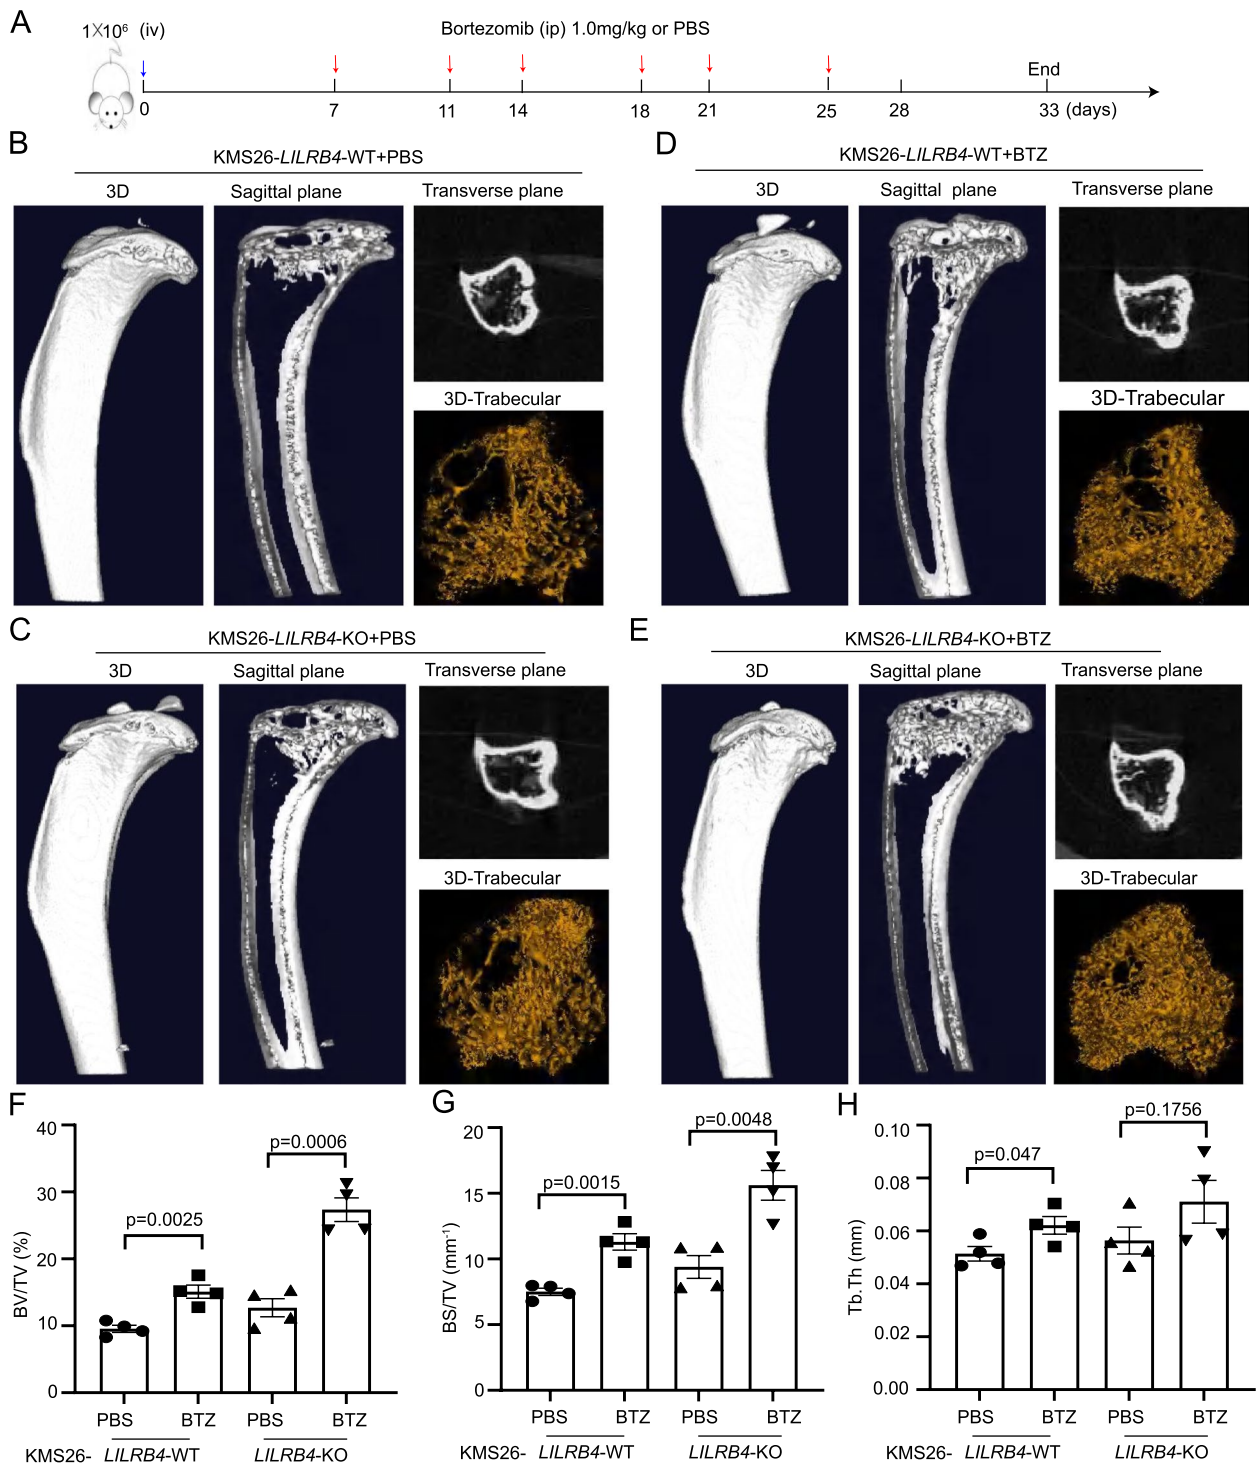 A
1X10⁶ (iv)
Bortezomib (ip) 1.0mg/kg or PBS
End
0 7 11 14 18 21 25 28 33 (days)
B
KMS26-LILRB4-WT+PBS
3D Sagittal plane Transverse plane
3D-Trabecular
D
KMS26-LILRB4-WT+BTZ
3D Sagittal plane Transverse plane
3D-Trabecular
C
KMS26-LILRB4-KO+PBS
3D Sagittal plane Transverse plane
3D-Trabecular
E
KMS26-LILRB4-KO+BTZ
3D Sagittal plane Transverse plane
3D-Trabecular
F
BV/TV (%)
40
30
20
10
0
p=0.0025
p=0.0006
PBS BTZ PBS BTZ
KMS26- LILRB4-WT LILRB4-KO
G
BS/TV (mm⁻¹)
20
15
10
5
0
p=0.0015
p=0.0048
PBS BTZ PBS BTZ
KMS26- LILRB4-WT LILRB4-KO
H
Tb.Th (mm)
0.10
0.08
0.06
0.04
0.02
0.00
p=0.047
p=0.1756
PBS BTZ PBS BTZ
KMS26- LILRB4-WT LILRB4-KO